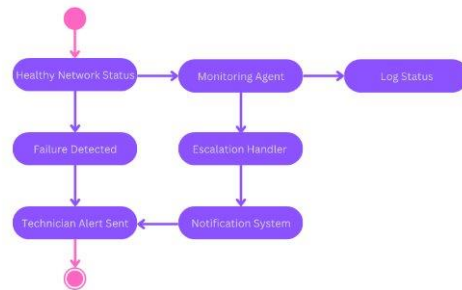 Healthy Network Status
Monitoring Agent
Log Status
Failure Detected
Escalation Handler
Technician Alert Sent
Notification System